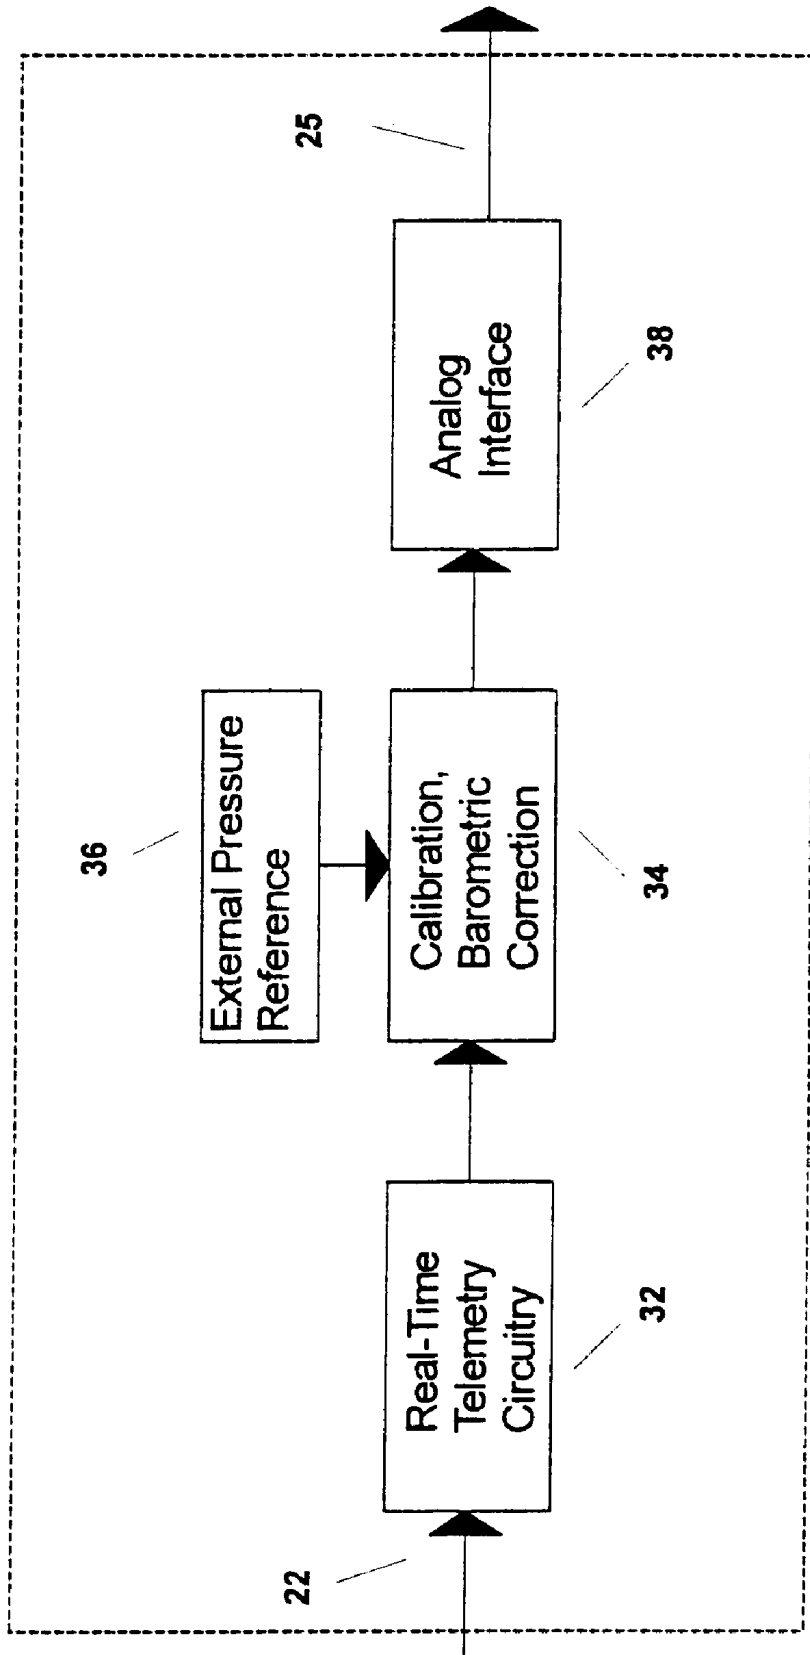 36
External Pressure
Reference
22
Real-Time
Telemetry
Circuitry
32
Calibration,
Barometric
Correction
34
Analog
Interface
38
25